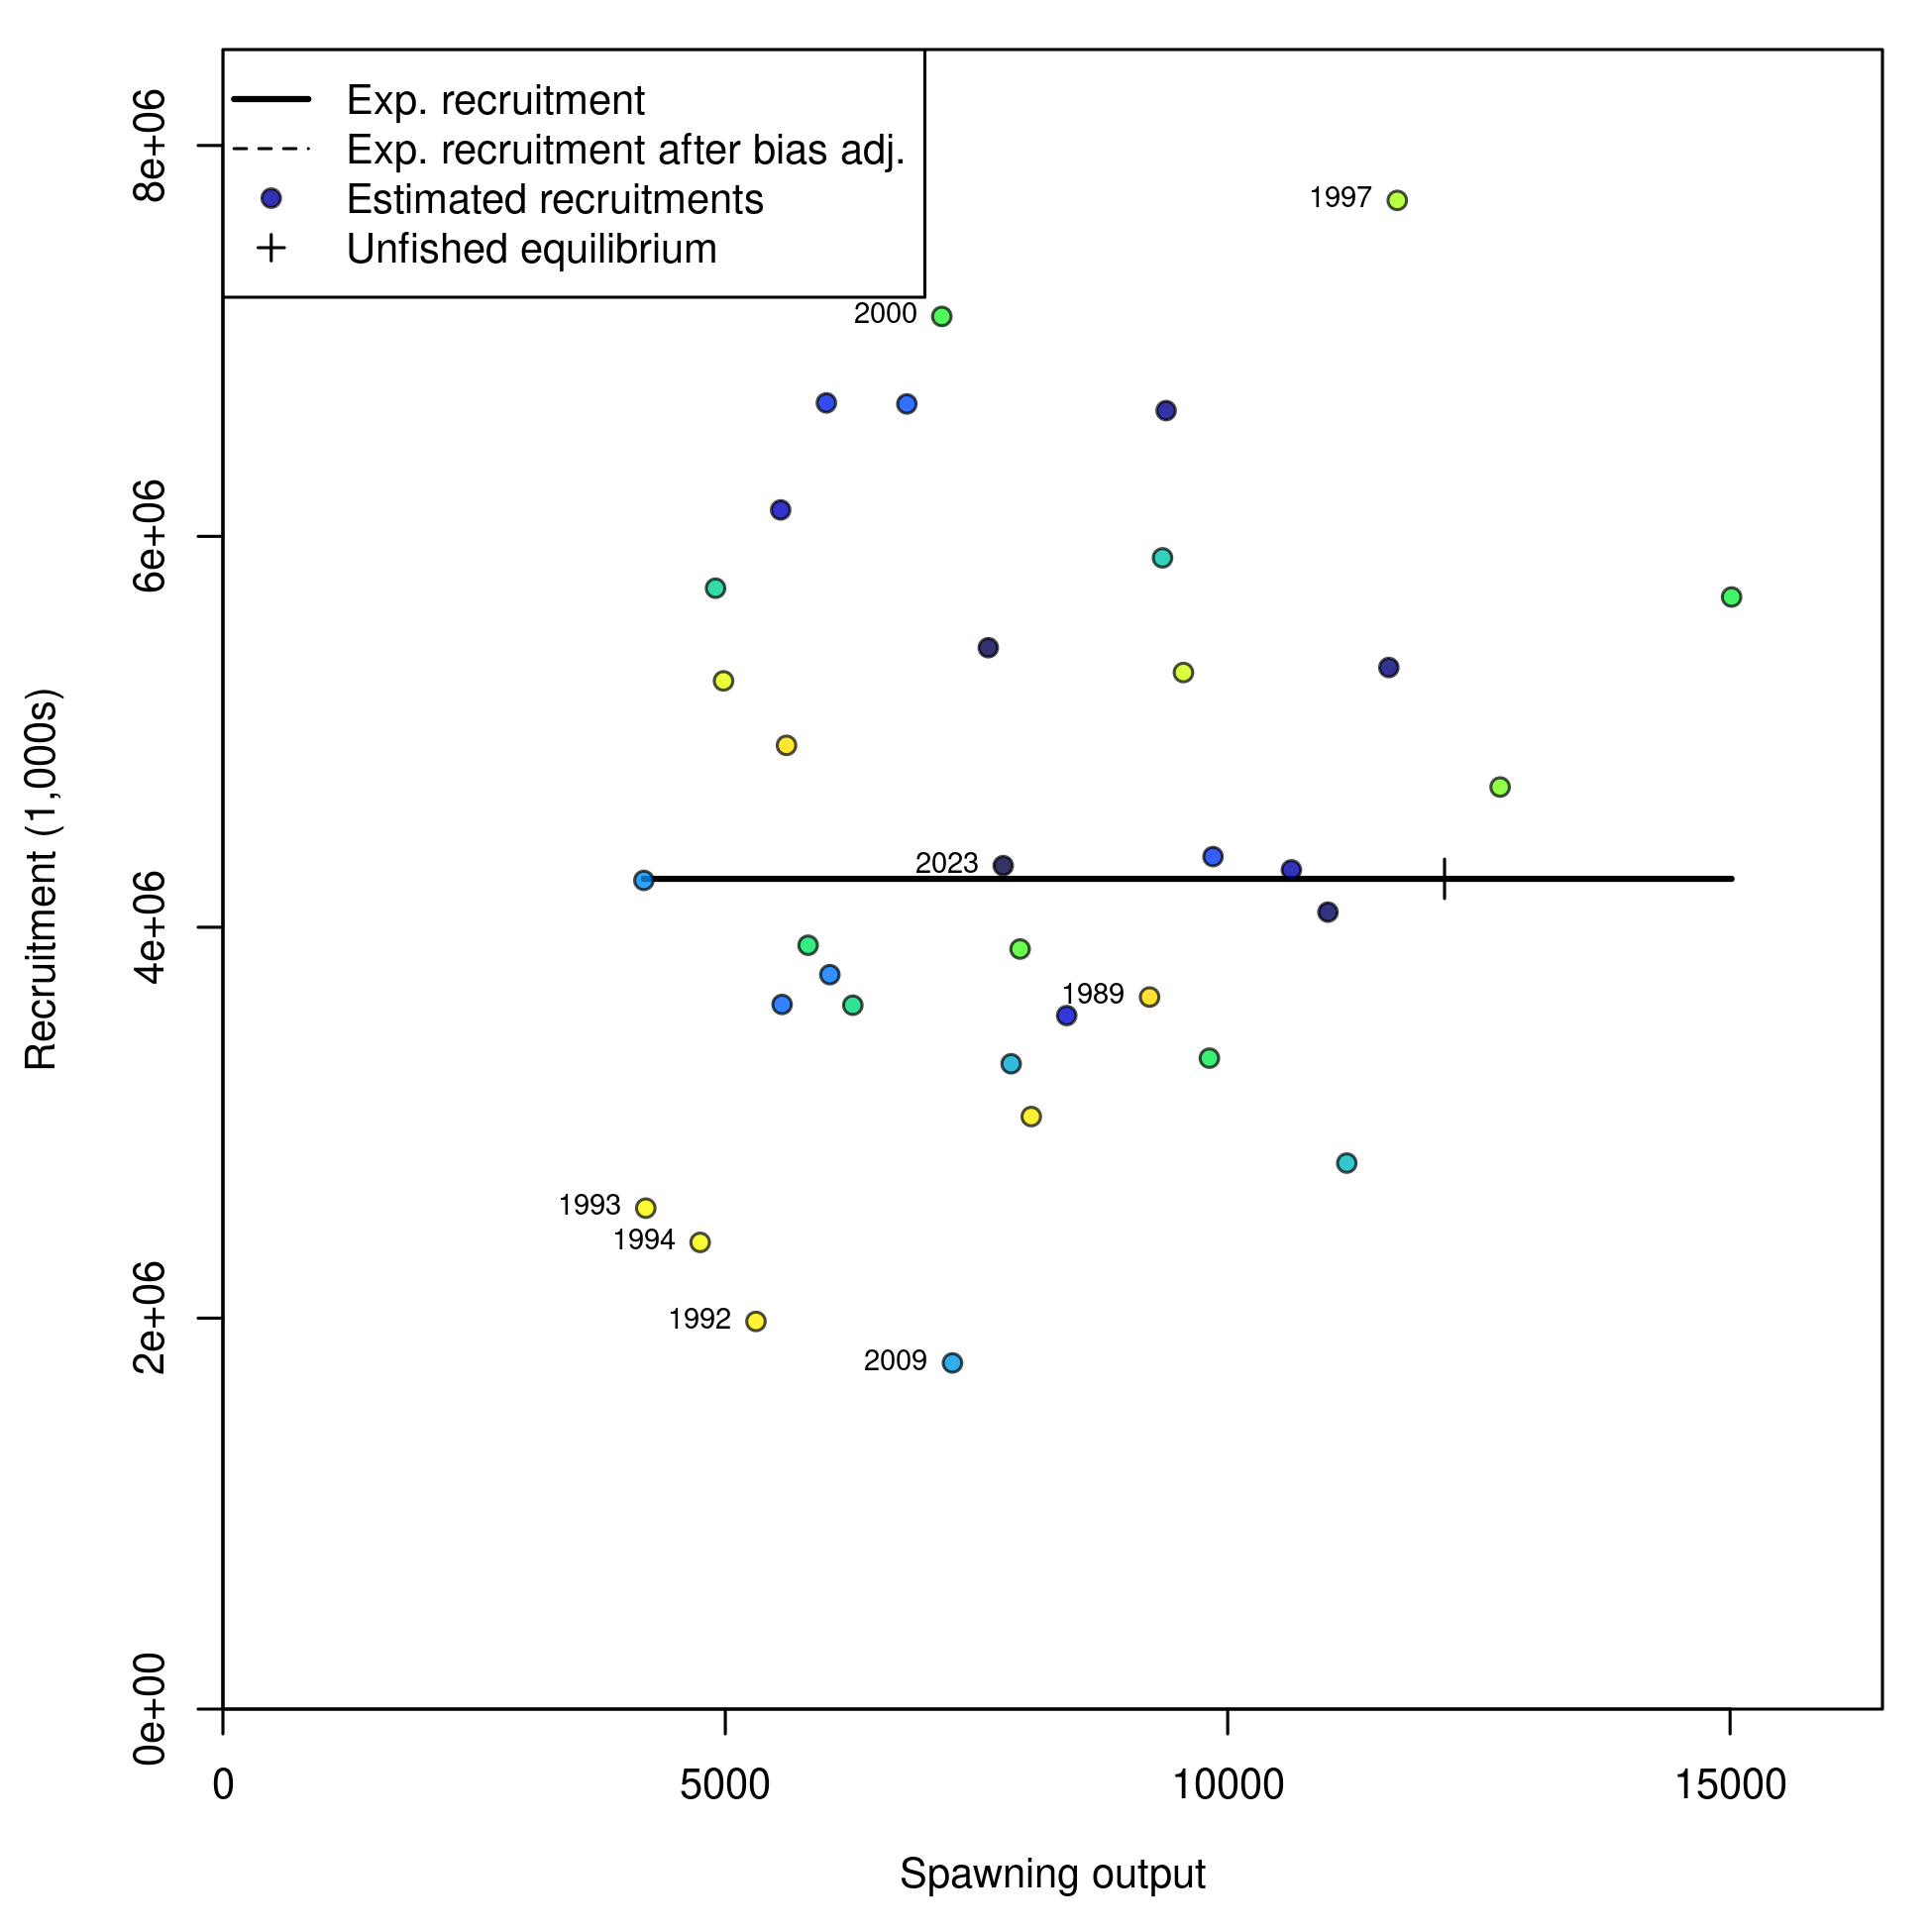 Exp. recruitment
Exp. recruitment after bias adj.
Estimated recruitments
Unfished equilibrium
8e+06
6e+06
4e+06
2e+06
0e+00
Recruitment (1,000s)
1997
2000
2023
1989
1993
1994
1992
2009
0
5000
10000
15000
Spawning output